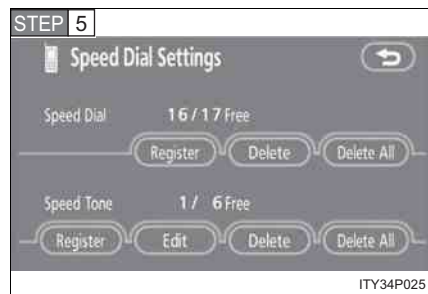 STEP 5
Speed Dial Settings
Speed Dial 16/17 Free
Register Delete Delete All
Speed Tone 1/ 6 Free
Register Edit Delete Delete All
ITY34P025